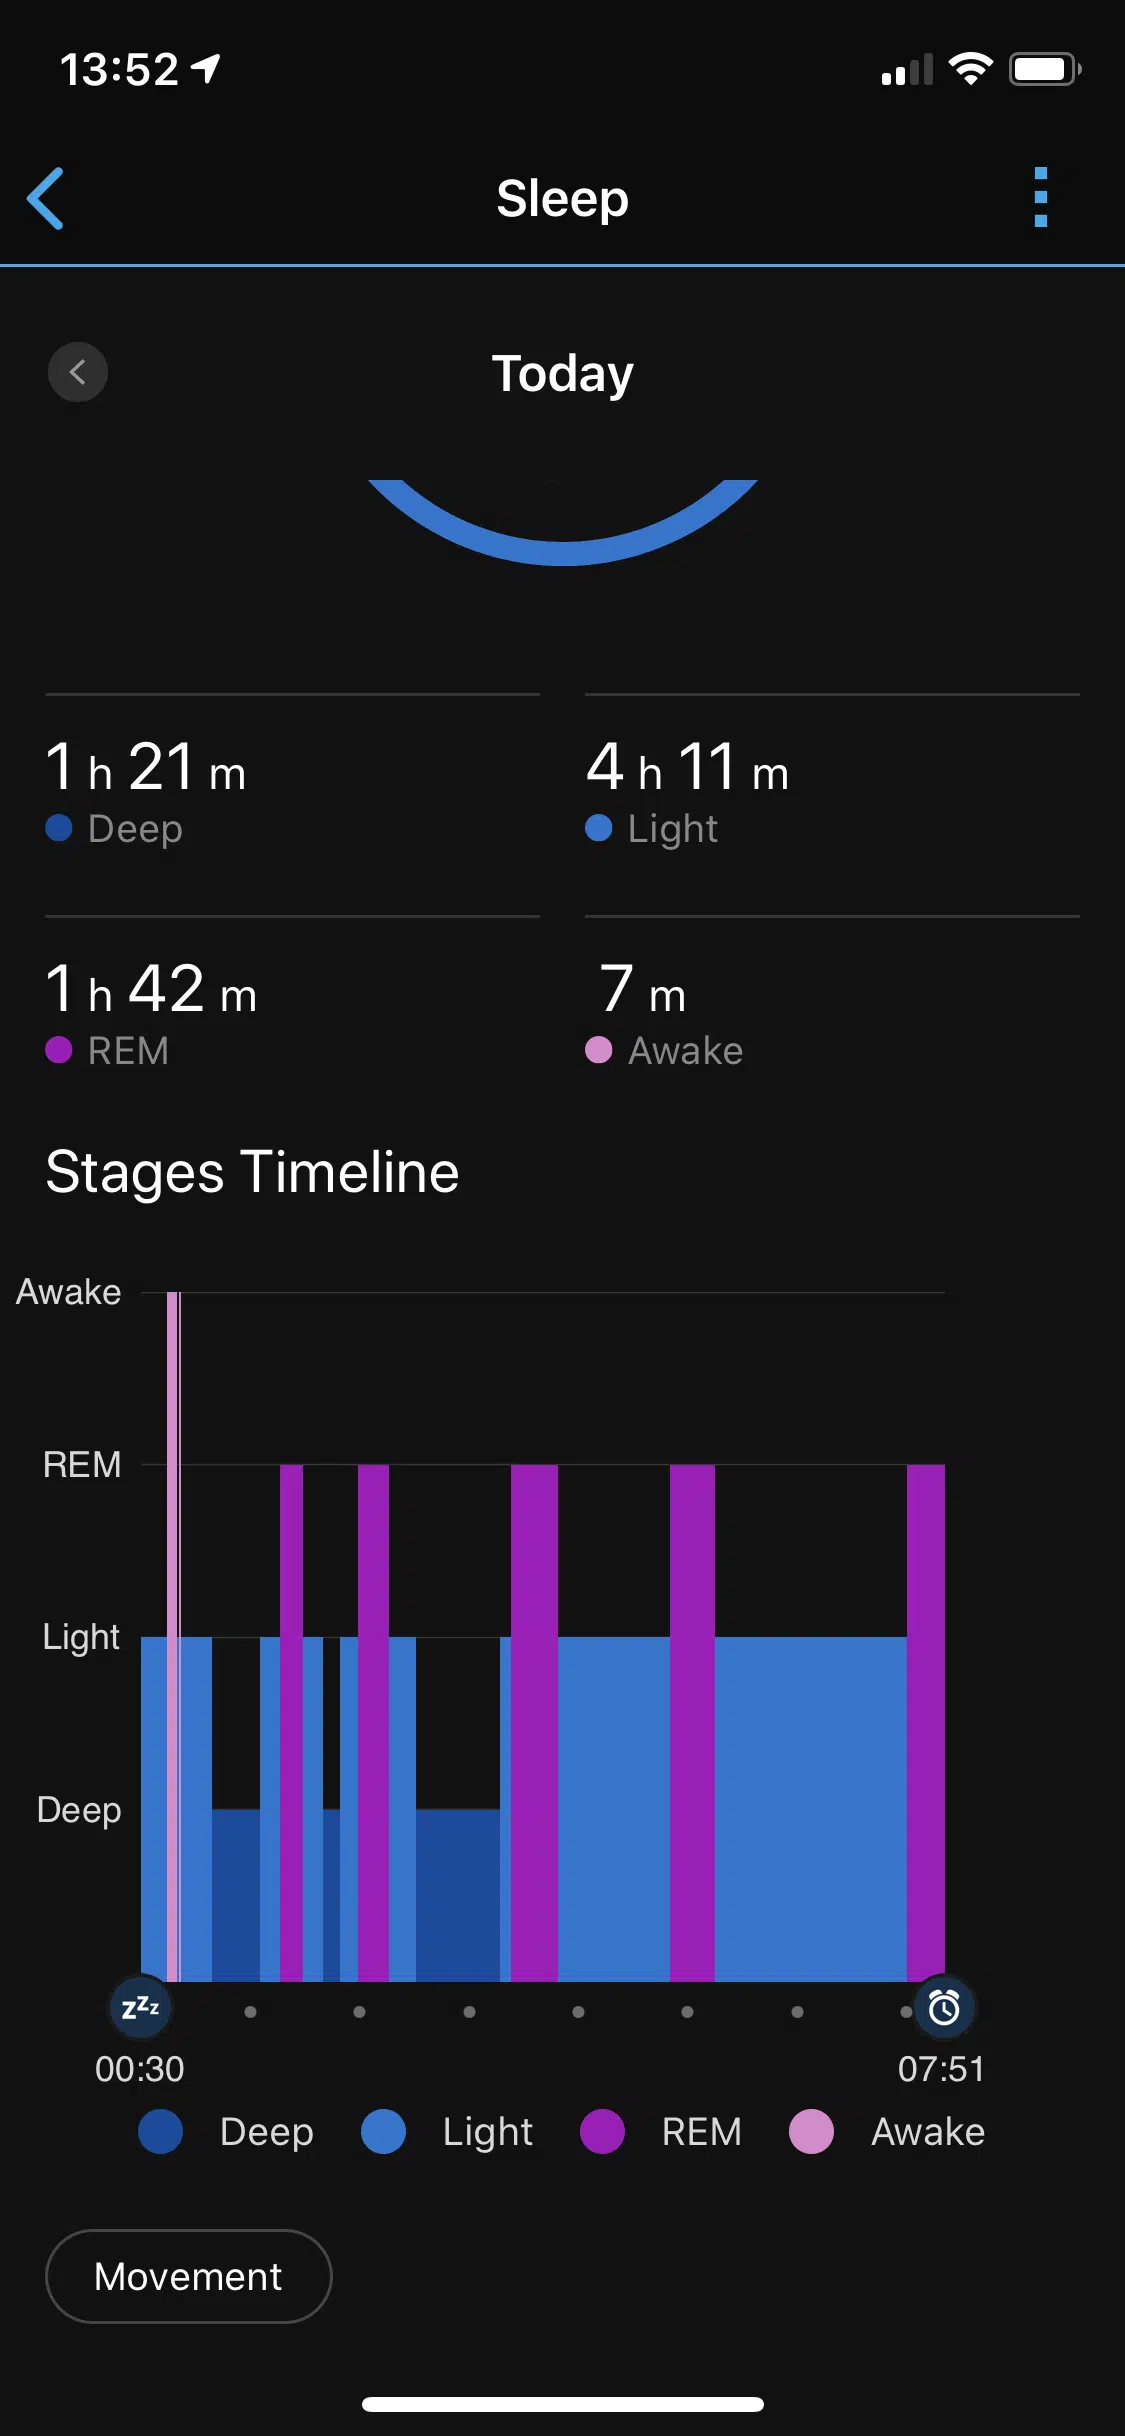 13:52
Sleep
Today
1 h 21 m
4 h 11 m
Deep
Light
1 h 42 m
7 m
REM
Awake
Stages Timeline
Awake
REM
Light
Deep
zzz
00:30
07:51
Deep
Light
REM
Awake
Movement